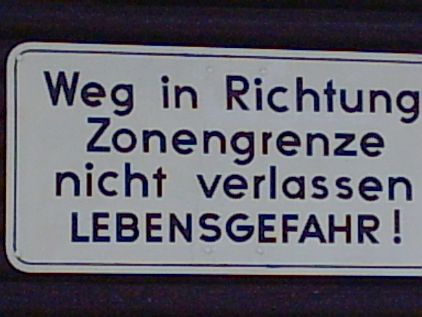 Weg in Richtung
Zonengrenze
nicht verlassen
LEBENSGEFAHR!